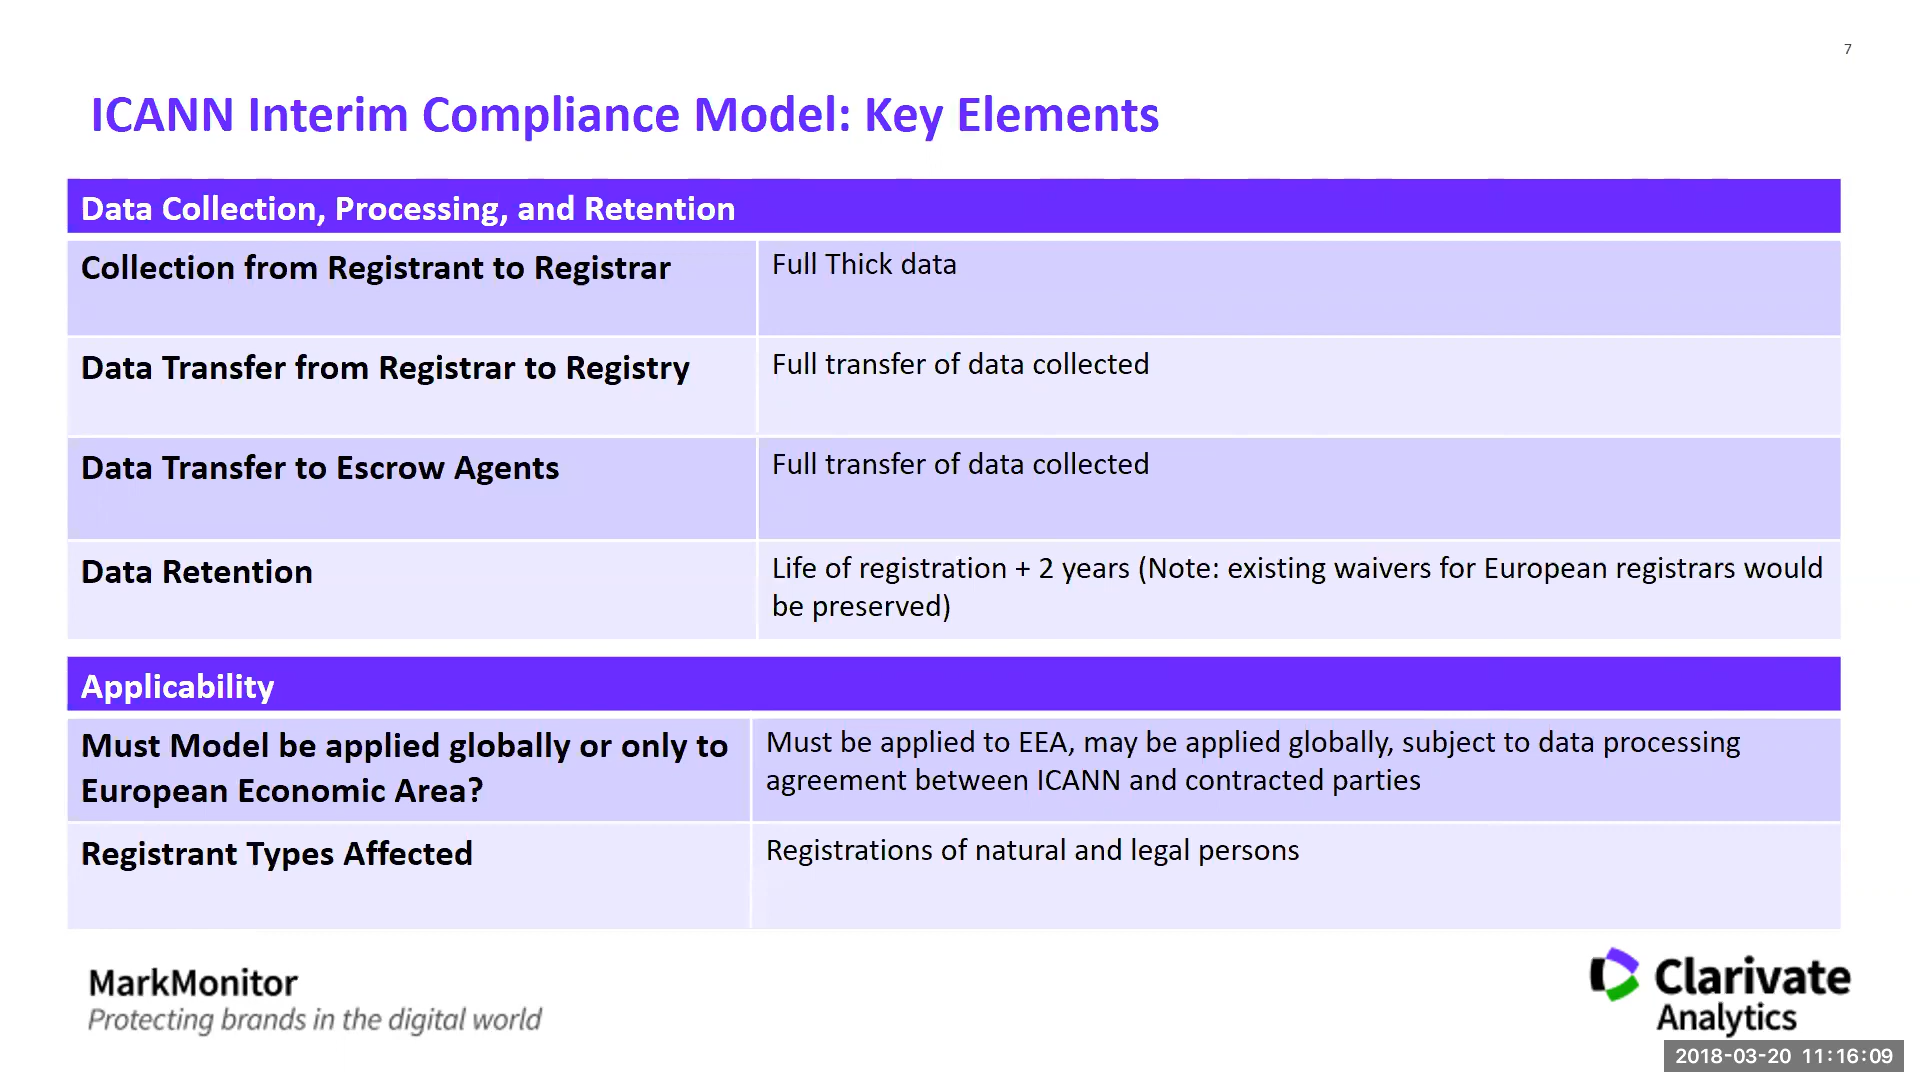 7
ICANN Interim Compliance Model: Key Elements
Data Collection, Processing, and Retention
Collection from Registrant to Registrar
Full Thick data
Data Transfer from Registrar to Registry
Full transfer of data collected
Data Transfer to Escrow Agents
Full transfer of data collected
Data Retention
Life of registration + 2 years (Note: existing waivers for European registrars would
be preserved)
Applicability
Must Model be applied globally or only to
European Economic Area?
Must be applied to EEA, may be applied globally, subject to data processing
agreement between ICANN and contracted parties
Registrant Types Affected
Registrations of natural and legal persons
MarkMonitor
Protecting brands in the digital world
Clarivate
Analytics
2018-03-20 11:16:09